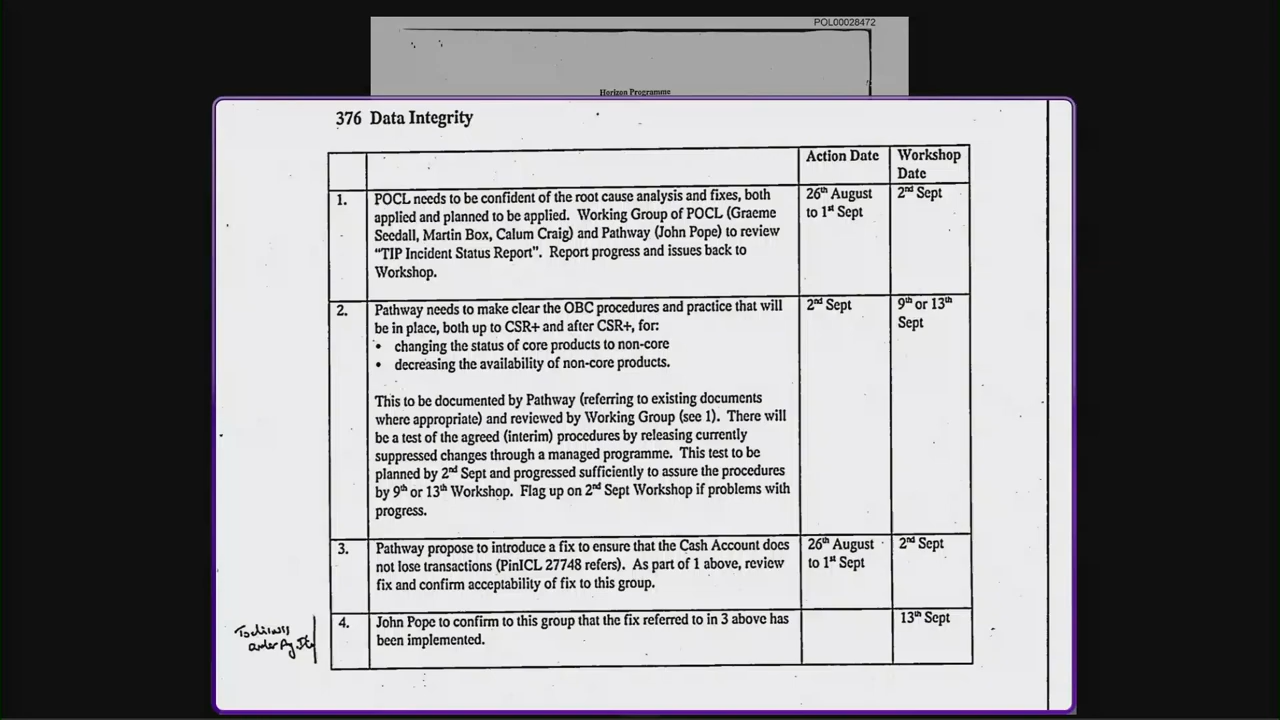 POL00028472
Horizon Programme
376 Data Integrity
Action Date
Workshop
Date
1.
POCL needs to be confident of the root cause analysis and fixes, both
applied and planned to be applied. Working Group of POCL (Graeme
Seedall, Martin Box, Calum Craig) and Pathway (John Pope) to review
“TIP Incident Status Report”. Report progress and issues back to
Workshop.
26th August
to 1st Sept
2nd Sept
2.
Pathway needs to make clear the OBC procedures and practice that will
be in place, both up to CSR+ and after CSR+, for:
• changing the status of core products to non-core
• decreasing the availability of non-core products.
This to be documented by Pathway (referring to existing documents
where appropriate) and reviewed by Working Group (see 1). There will
be a test of the agreed (interim) procedures by releasing currently
suppressed changes through a managed programme. This test to be
planned by 2nd Sept and progressed sufficiently to assure the procedures
by 9th or 13th Workshop. Flag up on 2nd Sept Workshop if problems with
progress.
2nd Sept
9th or 13th
Sept
3.
Pathway propose to introduce a fix to ensure that the Cash Account does
not lose transactions (PinICL 27748 refers). As part of 1 above, review
fix and confirm acceptability of fix to this group.
26th August
to 1st Sept
2nd Sept
4.
John Pope to confirm to this group that the fix referred to in 3 above has
been implemented.
13th Sept